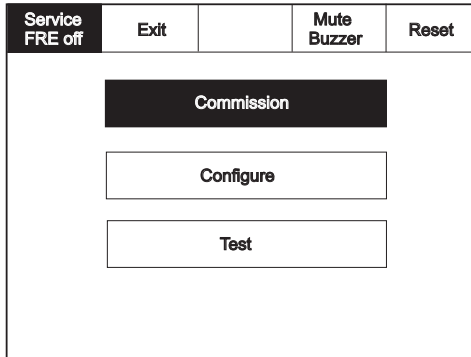 Service
FRE off
Exit
Mute
Buzzer
Reset
Commission
Configure
Test